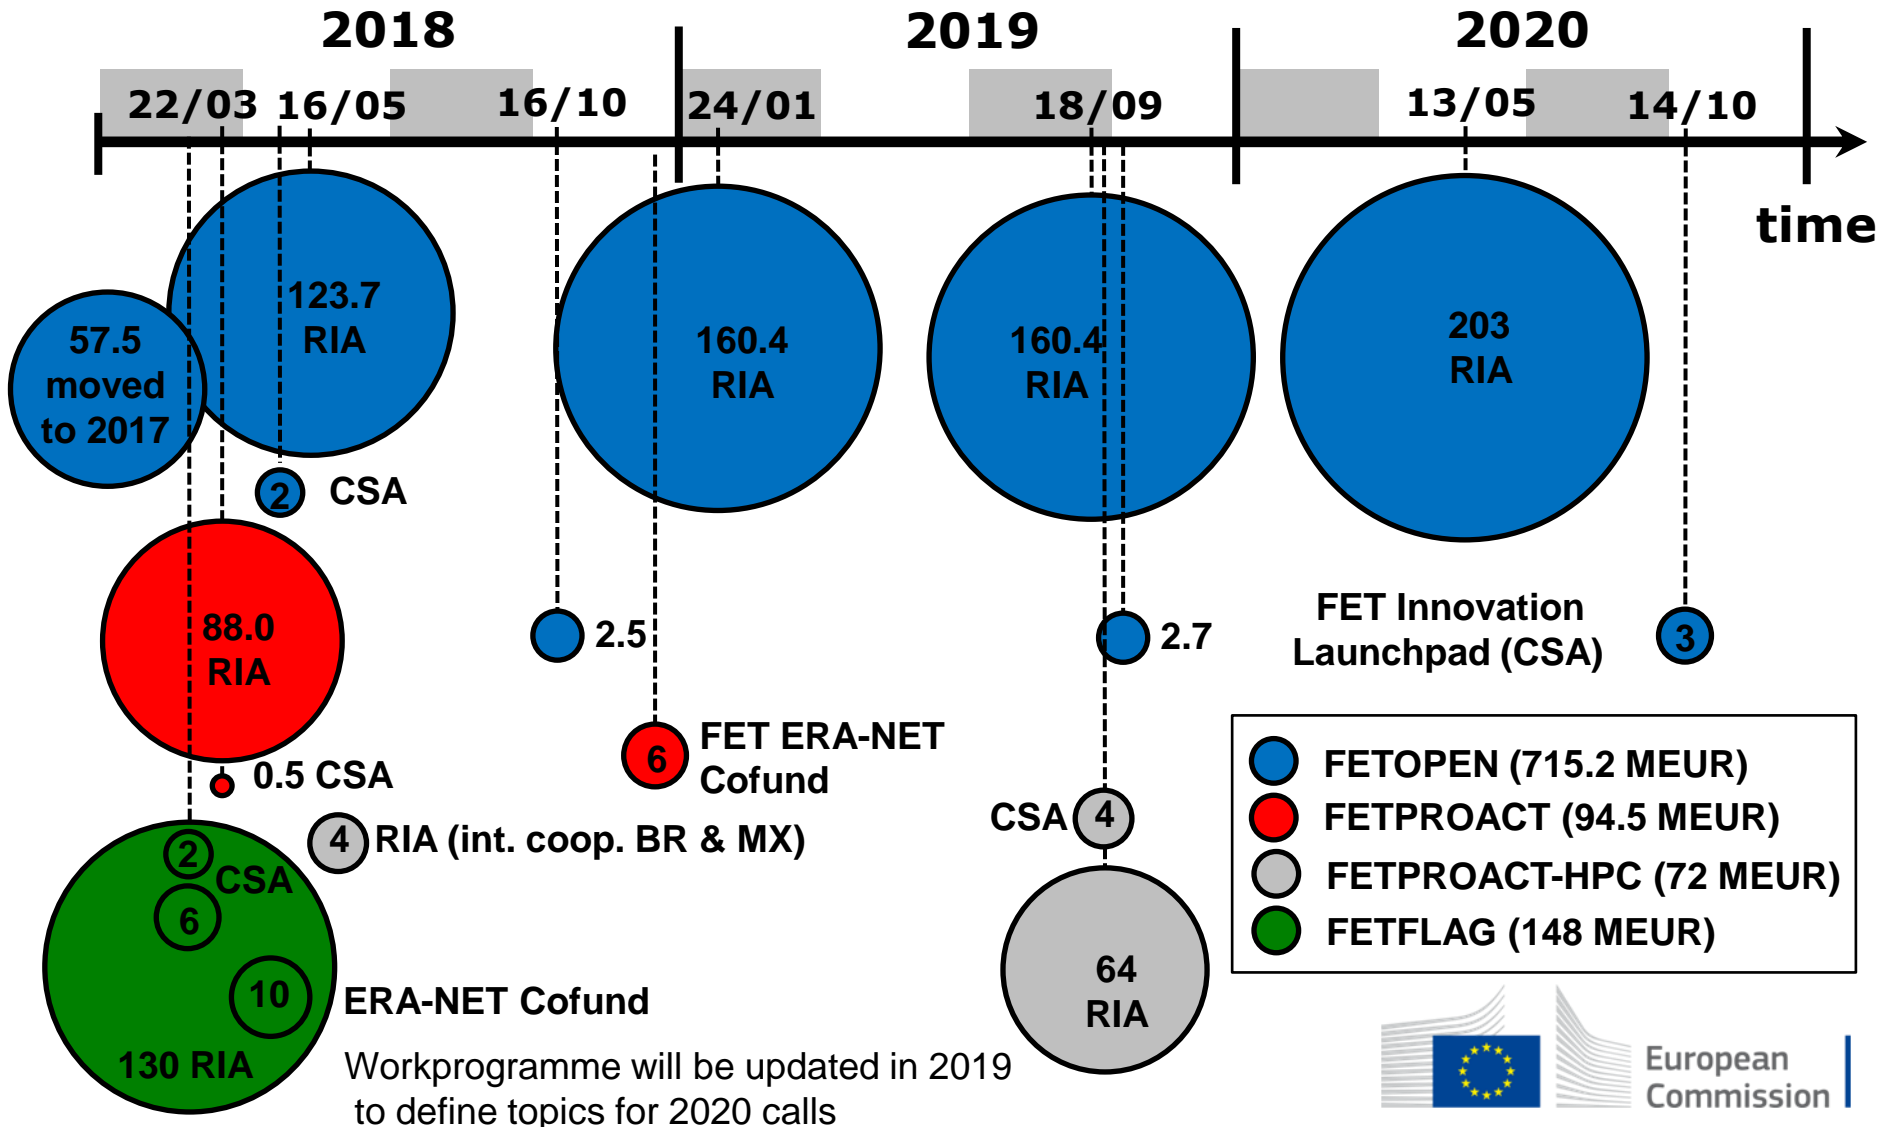 2018
2019
2020
22/03
16/05
16/10
24/01
18/09
13/05
14/10
time
123.7
RIA
57.5
moved
to 2017
160.4
RIA
160.4
RIA
203
RIA
2
CSA
88.0
RIA
2.5
2.7
FET Innovation
Launchpad (CSA)
3
6
FET ERA-NET
Cofund
0.5 CSA
4
RIA (int. coop. BR & MX)
CSA
4
2
CSA
6
10
ERA-NET Cofund
130 RIA
64
RIA
FETOPEN (715.2 MEUR)
FETPROACT (94.5 MEUR)
FETPROACT-HPC (72 MEUR)
FETFLAG (148 MEUR)
Workprogramme will be updated in 2019
to define topics for 2020 calls
European
Commission